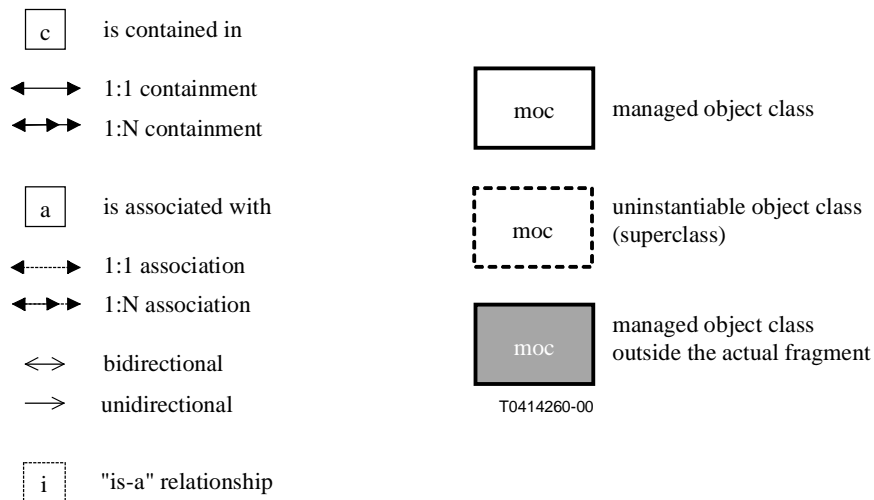 c is contained in
1:1 containment
1:N containment
a is associated with
1:1 association
1:N association
bidirectional
unidirectional
i "is-a" relationship
moc managed object class
moc uninstantiable object class
(superclass)
moc managed object class
outside the actual fragment
T0414260-00